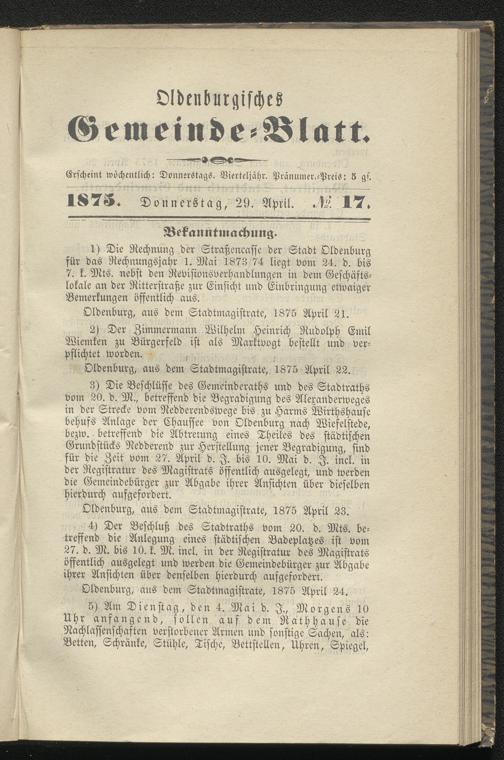 Oldenburgisches
Gemeinde-Blatt.
Erscheint wöchentlich: Donnerstags. Vierteljähr. Pränumer.-Preis: 5 gſ.
1875. Donnerstag, 29. April. № 17.
Bekanntmachung.
1) Die Rechnung der Straßencasse der Stadt Oldenburg
für das Rechnungsjahr 1. Mai 1873/74 liegt vom 24. d. bis
7. k. Mts. nebst den Revisionsverhandlungen in dem Geschäfts-
lokale an der Ritterstraße zur Einsicht und Einbringung etwaiger
Bemerkungen öffentlich aus.
Oldenburg, aus dem Stadtmagistrate, 1875 April 21.
2) Der Zimmermann Wilhelm Heinrich Rudolph Emil
Wiemken zu Bürgerfeld ist als Marktvogt bestellt und ver-
pflichtet worden.
Oldenburg, aus dem Stadtmagistrate, 1875 April 22.
3) Die Beschlüsse des Gemeinderaths und des Stadtraths
vom 20. d. M., betreffend die Begradigung des Alexanderweges
in der Strecke vom Nedderendswege bis zu Harms Wirthshause
behufs Anlage der Chaussee von Oldenburg nach Wiefelstede,
bezw. betreffend die Abtretung eines Theiles des städtischen
Grundstücks Nedderend zur Herstellung jener Begradigung, sind
für die Zeit vom 27. April d. J. bis 10. Mai d. J. incl. in
der Registratur des Magistrats öffentlich ausgelegt, und werden
die Gemeindebürger zur Abgabe ihrer Ansichten über dieselben
hierdurch aufgefordert.
Oldenburg, aus dem Stadtmagistrate, 1875 April 23.
4) Der Beschluß des Stadtraths vom 20. d. Mts. be-
treffend die Anlegung eines städtischen Badeplatzes ist vom
27. d. M. bis 10. k. M. incl. in der Registratur des Magistrats
öffentlich ausgelegt und werden die Gemeindebürger zur Abgabe
ihrer Ansichten über denselben hierdurch aufgefordert.
Oldenburg, aus dem Stadtmagistrate, 1875 April 24.
5) Am Dienstag, den 4. Mai d. J., Morgens 10
Uhr anfangend, sollen auf dem Rathhause die
Nachlassenschaften verstorbener Armen und sonstige Sachen, als:
Betten, Schränke, Stühle, Tische, Bettstellen, Uhren, Spiegel,